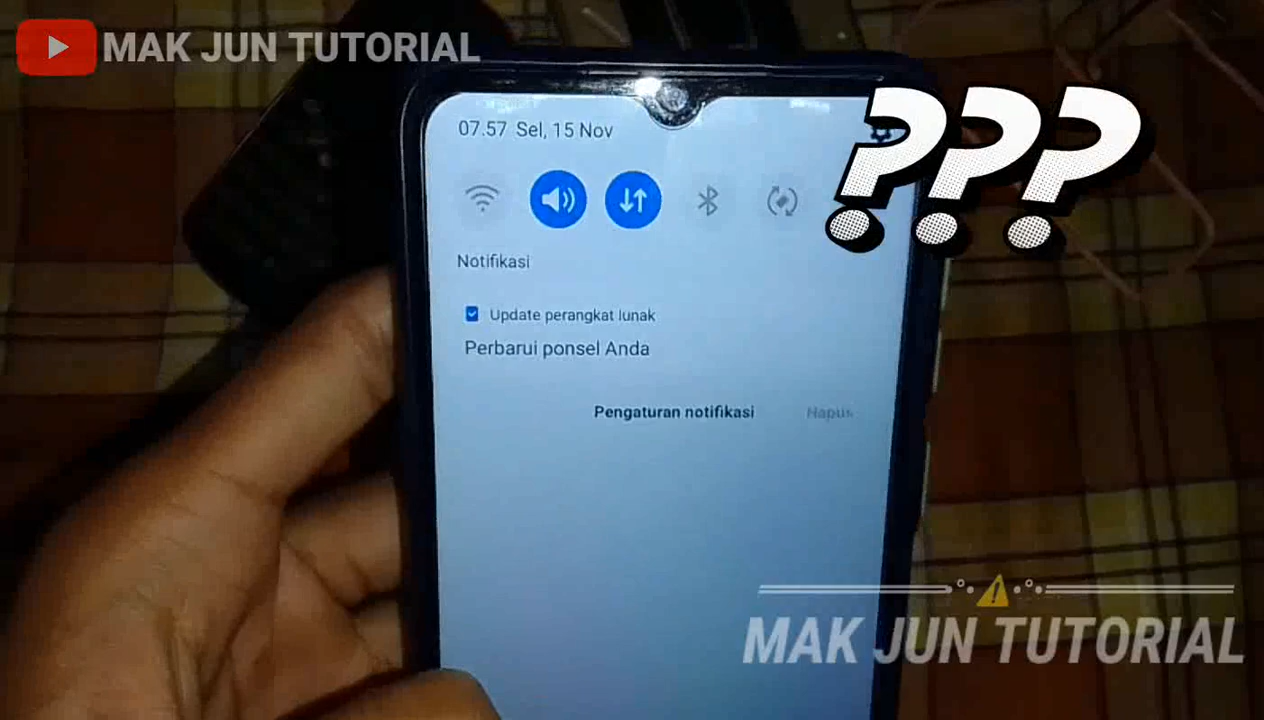 MAK JUN TUTORIAL
07.57 Sel, 15 Nov
???
Notifikasi
Update perangkat lunak
Perbarui ponsel Anda
Pengaturan notifikasi Hapus
MAK JUN TUTORIAL